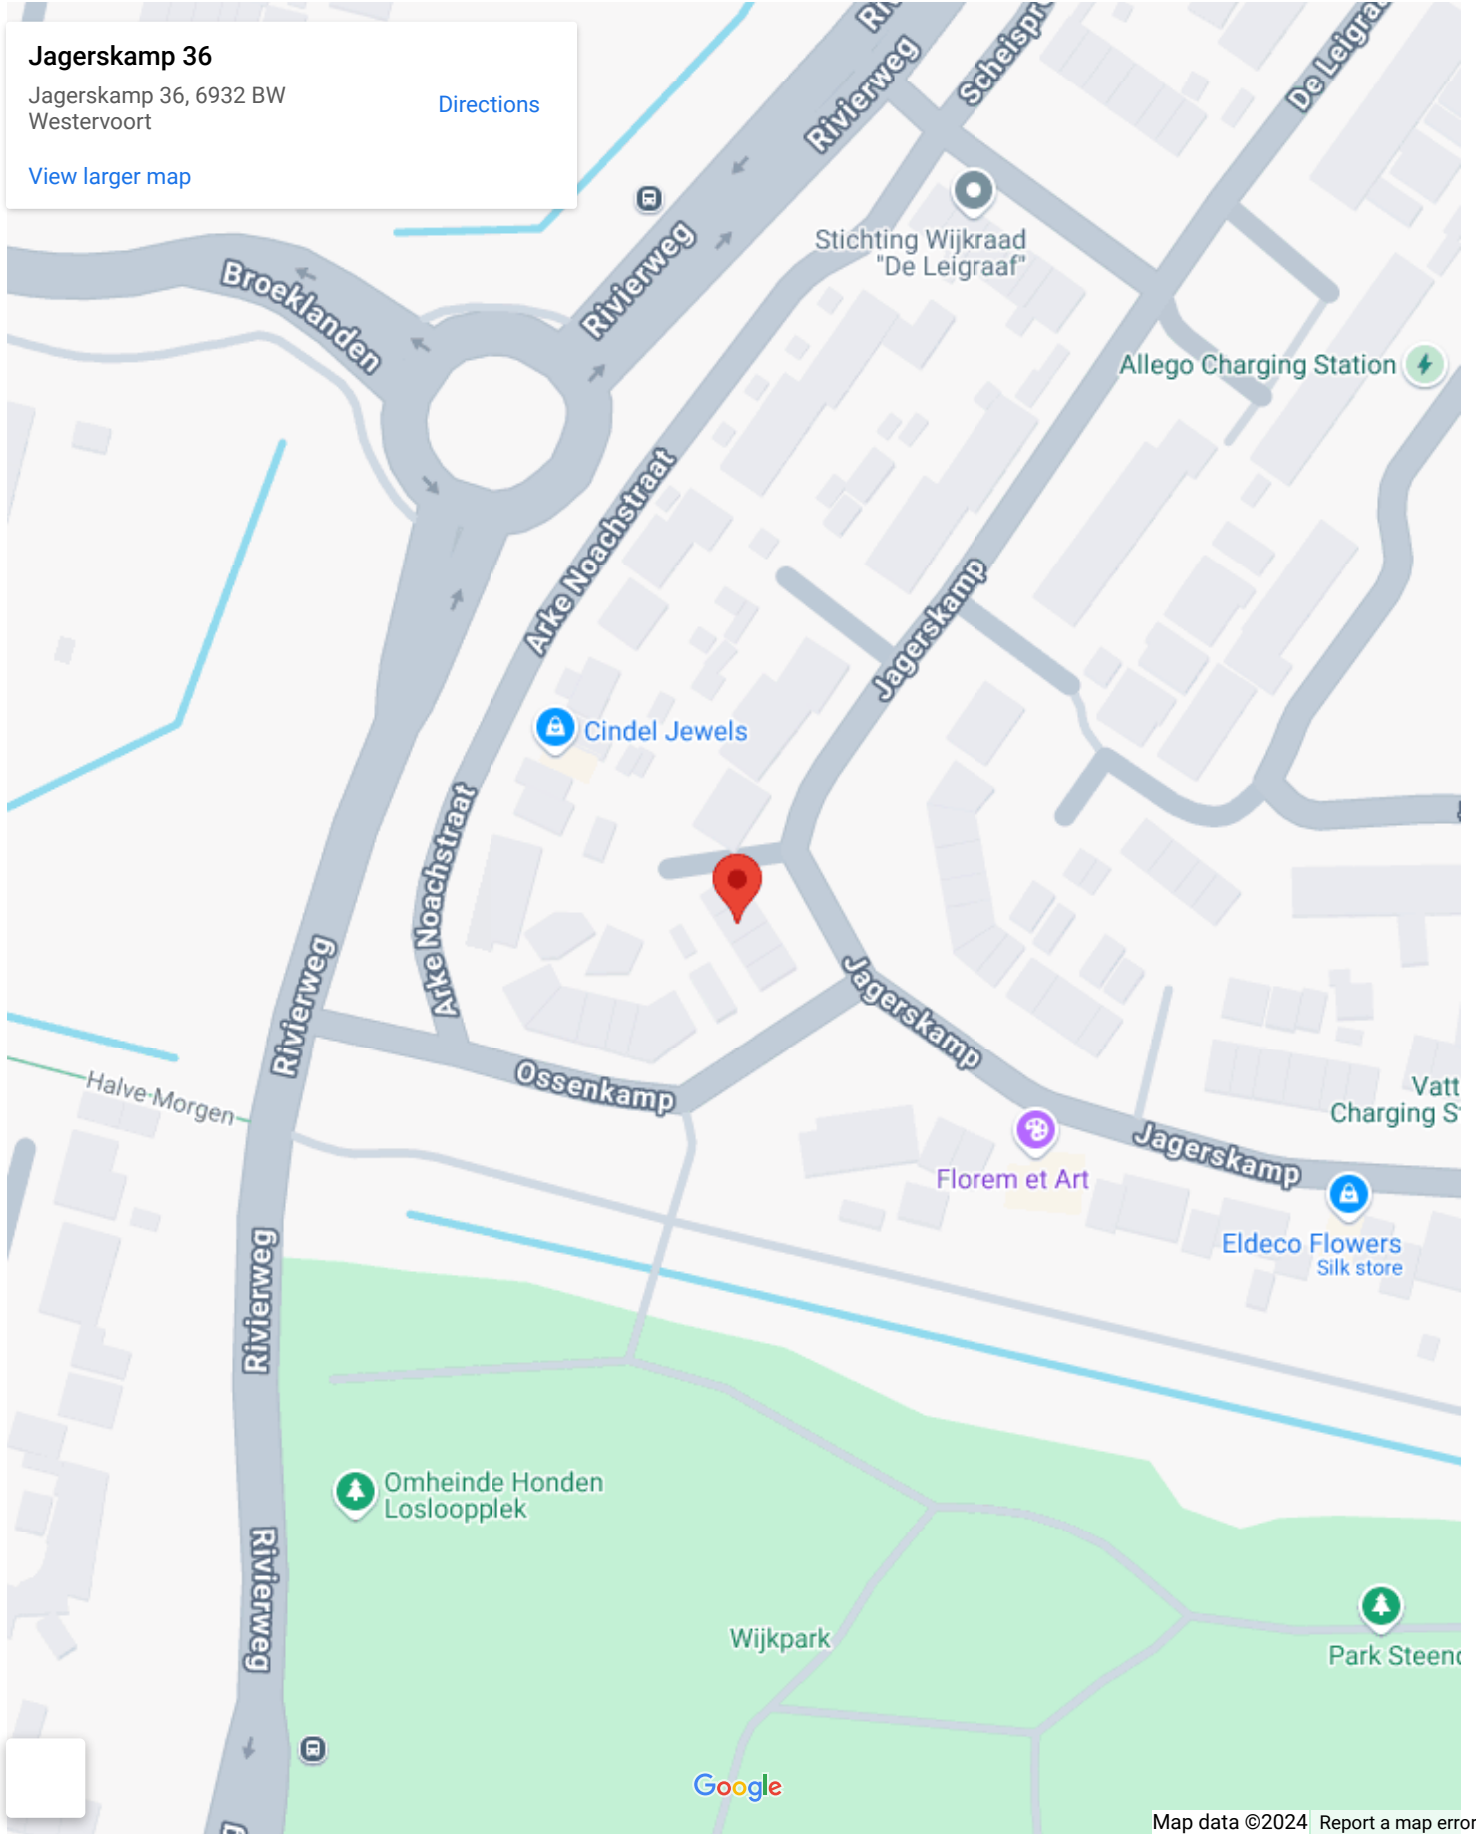 Jagerskamp 36
Jagerskamp 36, 6932 BW
Westervoort
Directions
View larger map
Rivierweg
Scheispr
De Leigraa
Stichting Wijkraad
"De Leigraaf"
Rivierweg
Broeklanden
Allego Charging Station
Arke Noachstraat
Jagerskamp
Cindel Jewels
Arke Noachstraat
Rivierweg
Jagerskamp
Halve Morgen
Ossenkamp
Vatt
Charging S
Jagerskamp
Florem et Art
Eldeco Flowers
Silk store
Rivierweg
Omheinde Honden
Losloopplek
Rivierweg
Wijkpark
Park Steen
Google
Map data ©2024
Report a map error